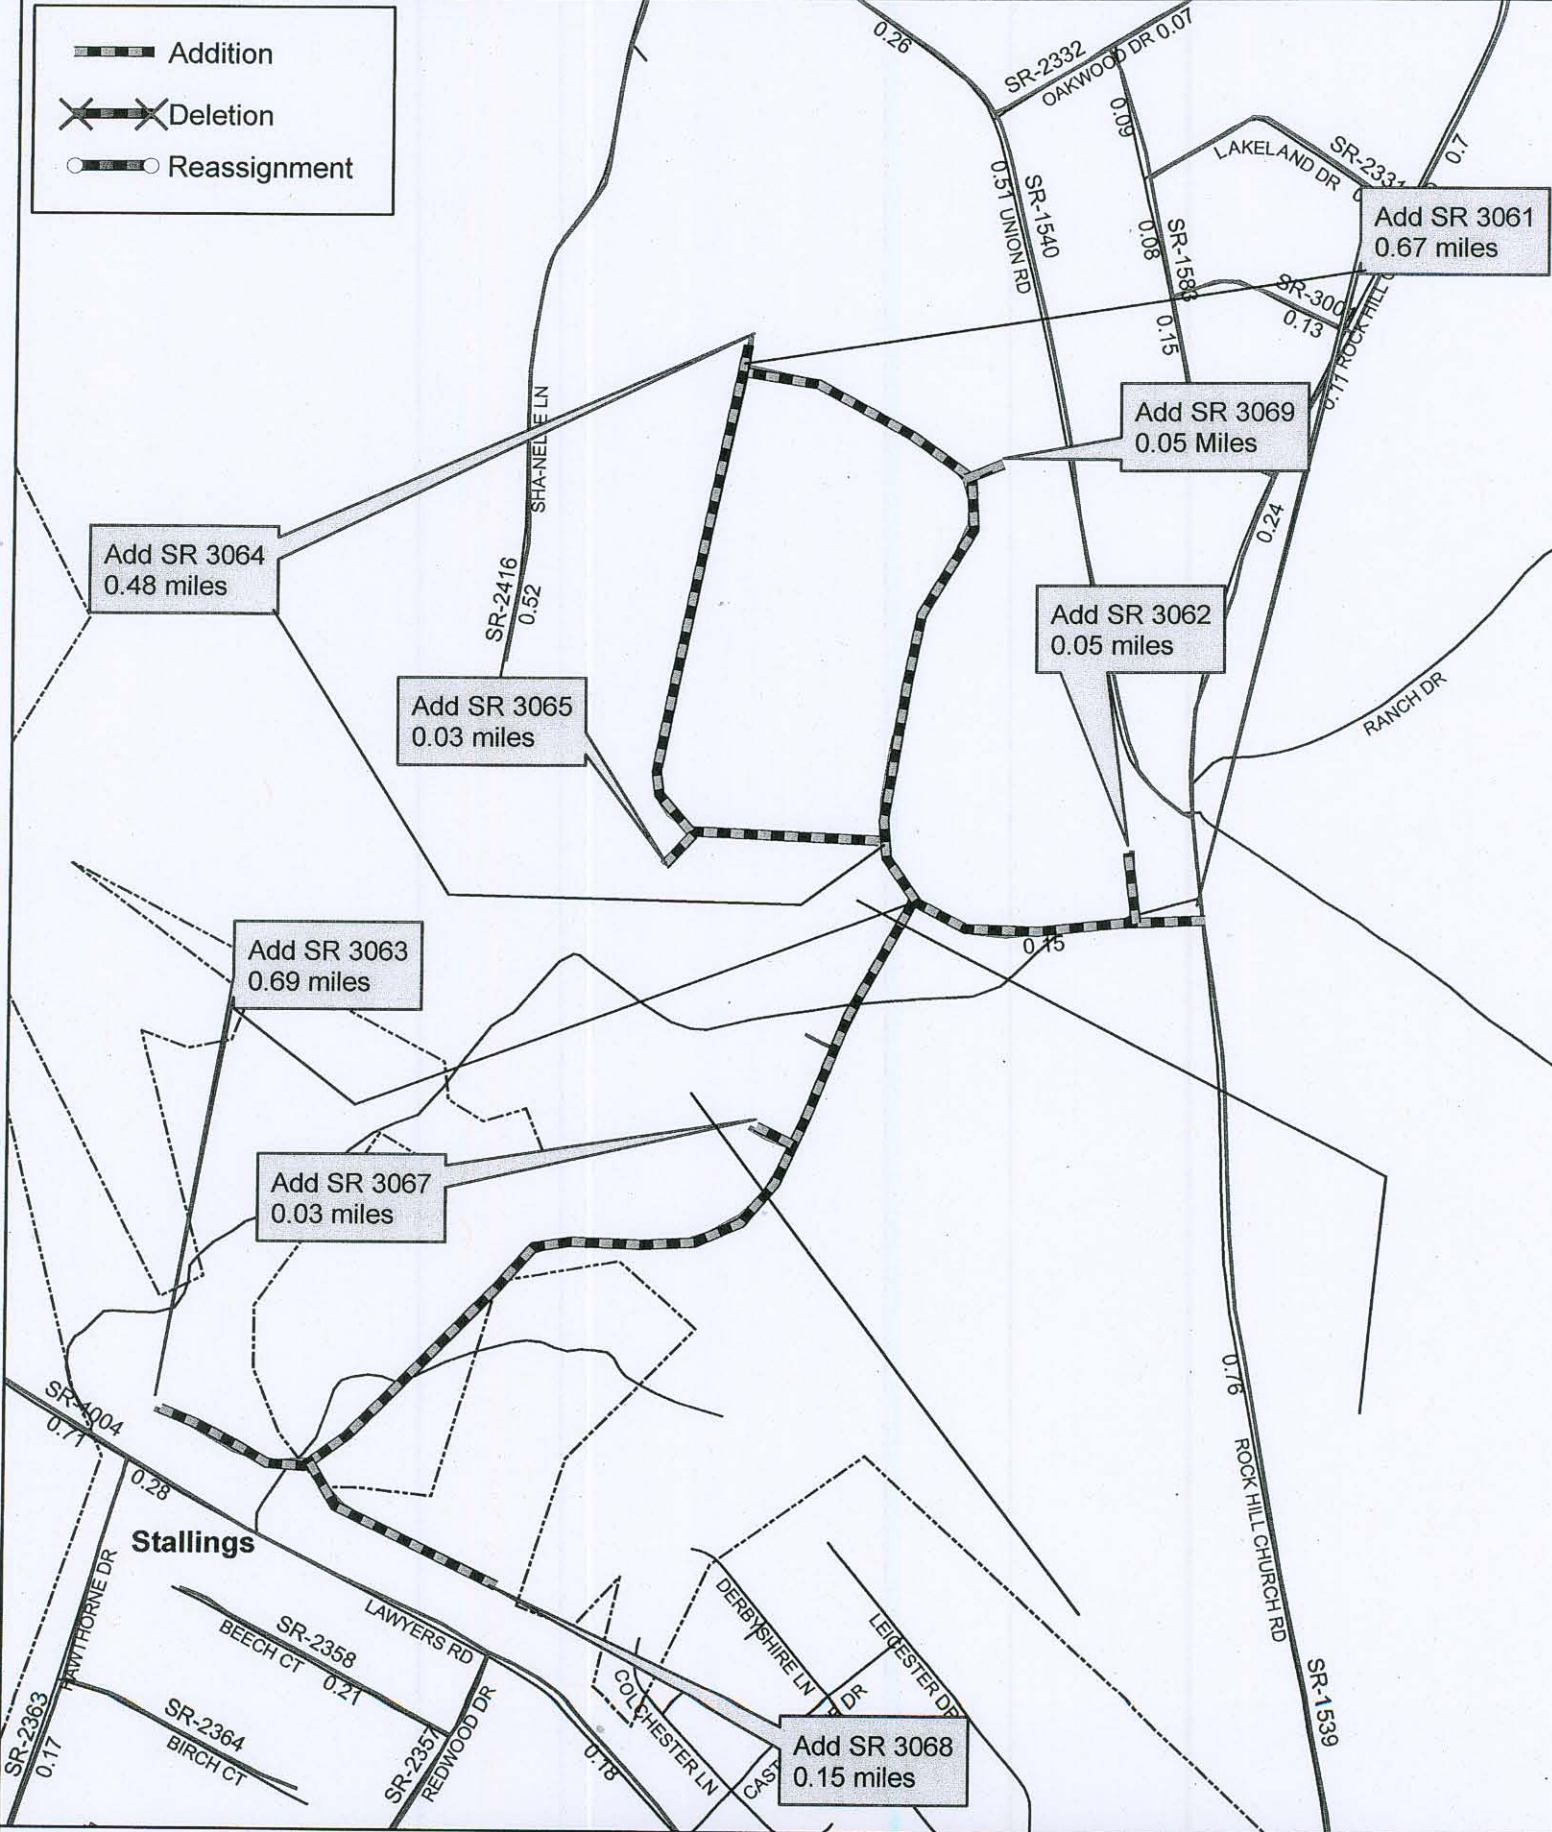 Addition
Deletion
Reassignment
0.26
SR-2332
OAKWOOD DR 0.07
0.09
LAKELAND DR
SR-2331
0.7
0.51 UNION RD
SR-1540
0.08
SR-1583
0.15
SR-3001
0.13
0.11 ROCK HILL
Add SR 3061
0.67 miles
Add SR 3069
0.05 Miles
SHA-NELLE LN
SR-2416
0.52
Add SR 3064
0.48 miles
0.24
Add SR 3062
0.05 miles
Add SR 3065
0.03 miles
RANCH DR
Add SR 3063
0.69 miles
0.15
Add SR 3067
0.03 miles
SR-4004
0.71
0.28
Stallings
0.76
ROCK HILL CHURCH RD
SR-1539
HAWTHORNE DR
SR-2363
0.17
SR-2358
BEECH CT
0.21
LAWYERS RD
SR-2364
BIRCH CT
SR-2357
REDWOOD DR
0.18
DERBYSHIRE LN
LEICESTER DR
COLCHESTER LN
CAST
DR
Add SR 3068
0.15 miles